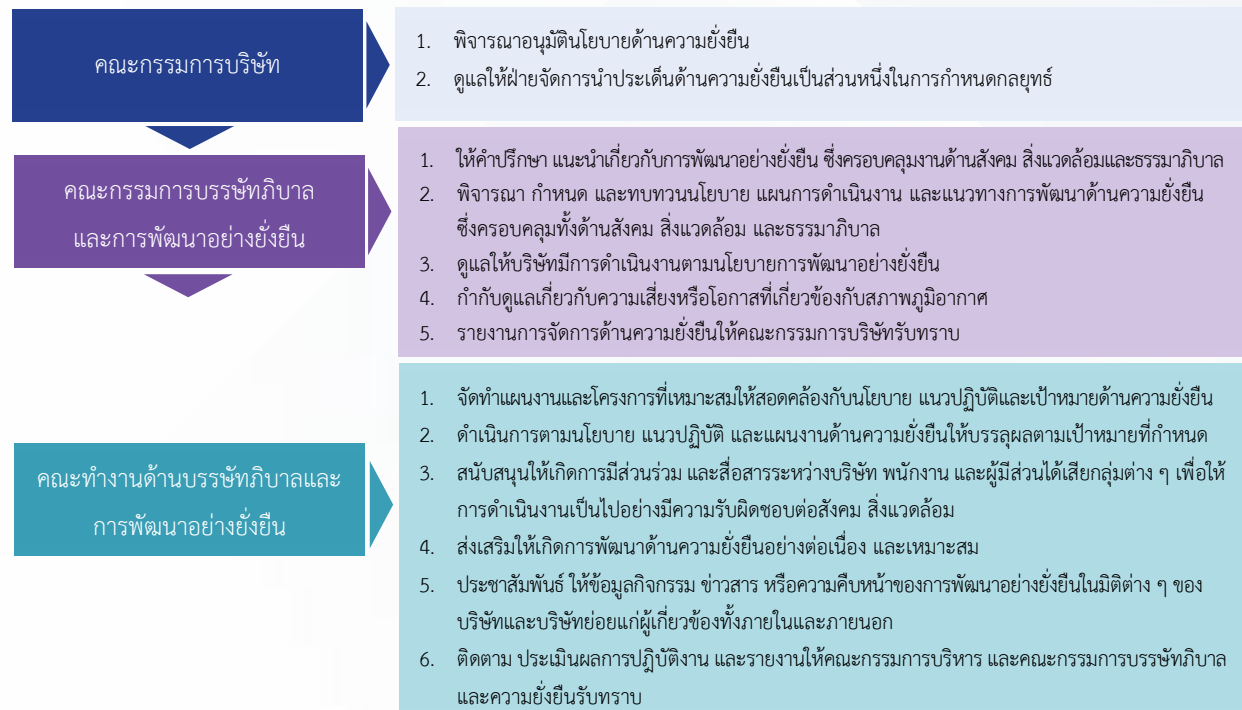 คณะกรรมการบริษัท
1. พิจารณาอนุมัตินโยบายด้านความยั่งยืน
2. ดูแลให้ฝ่ายจัดการนำประเด็นด้านความยั่งยืนเป็นส่วนหนึ่งในการกำหนดกลยุทธ์
คณะกรรมการบรรษัทภิบาล
และการพัฒนาอย่างยั่งยืน
1. ให้คำปรึกษา แนะนำเกี่ยวกับการพัฒนาอย่างยั่งยืน ซึ่งครอบคลุมงานด้านสังคม สิ่งแวดล้อมและธรรมาภิบาล
2. พิจารณา กำหนด และทบทวนนโยบาย แผนการดำเนินงาน และแนวทางการพัฒนาด้านความยั่งยืน
ซึ่งครอบคลุมทั้งด้านสังคม สิ่งแวดล้อม และธรรมาภิบาล
3. ดูแลให้บริษัทมีการดำเนินงานตามนโยบายการพัฒนาอย่างยั่งยืน
4. กำกับดูแลเกี่ยวกับความเสี่ยงหรือโอกาสที่เกี่ยวข้องกับสภาพภูมิอากาศ
5. รายงานการจัดการด้านความยั่งยืนให้คณะกรรมการบริษัทรับทราบ
คณะทำงานด้านบรรษัทภิบาลและ
การพัฒนาอย่างยั่งยืน
1. จัดทำแผนงานและโครงการที่เหมาะสมให้สอดคล้องกับนโยบาย แนวปฏิบัติและเป้าหมายด้านความยั่งยืน
2. ดำเนินการตามนโยบาย แนวปฏิบัติ และแผนงานด้านความยั่งยืนให้บรรลุผลตามเป้าหมายที่กำหนด
3. สนับสนุนให้เกิดการมีส่วนร่วม และสื่อสารระหว่างบริษัท พนักงาน และผู้มีส่วนได้เสียกลุ่มต่าง ๆ เพื่อให้
การดำเนินงานเป็นไปอย่างมีความรับผิดชอบต่อสังคม สิ่งแวดล้อม
4. ส่งเสริมให้เกิดการพัฒนาด้านความยั่งยืนอย่างต่อเนื่อง และเหมาะสม
5. ประชาสัมพันธ์ ให้ข้อมูลกิจกรรม ข่าวสาร หรือความคืบหน้าของการพัฒนาอย่างยั่งยืนในมิติต่าง ๆ ของ
บริษัทและบริษัทย่อยแก่ผู้เกี่ยวข้องทั้งภายในและภายนอก
6. ติดตาม ประเมินผลการปฏิบัติงาน และรายงานให้คณะกรรมการบริหาร และคณะกรรมการบรรษัทภิบาล
และความยั่งยืนรับทราบ